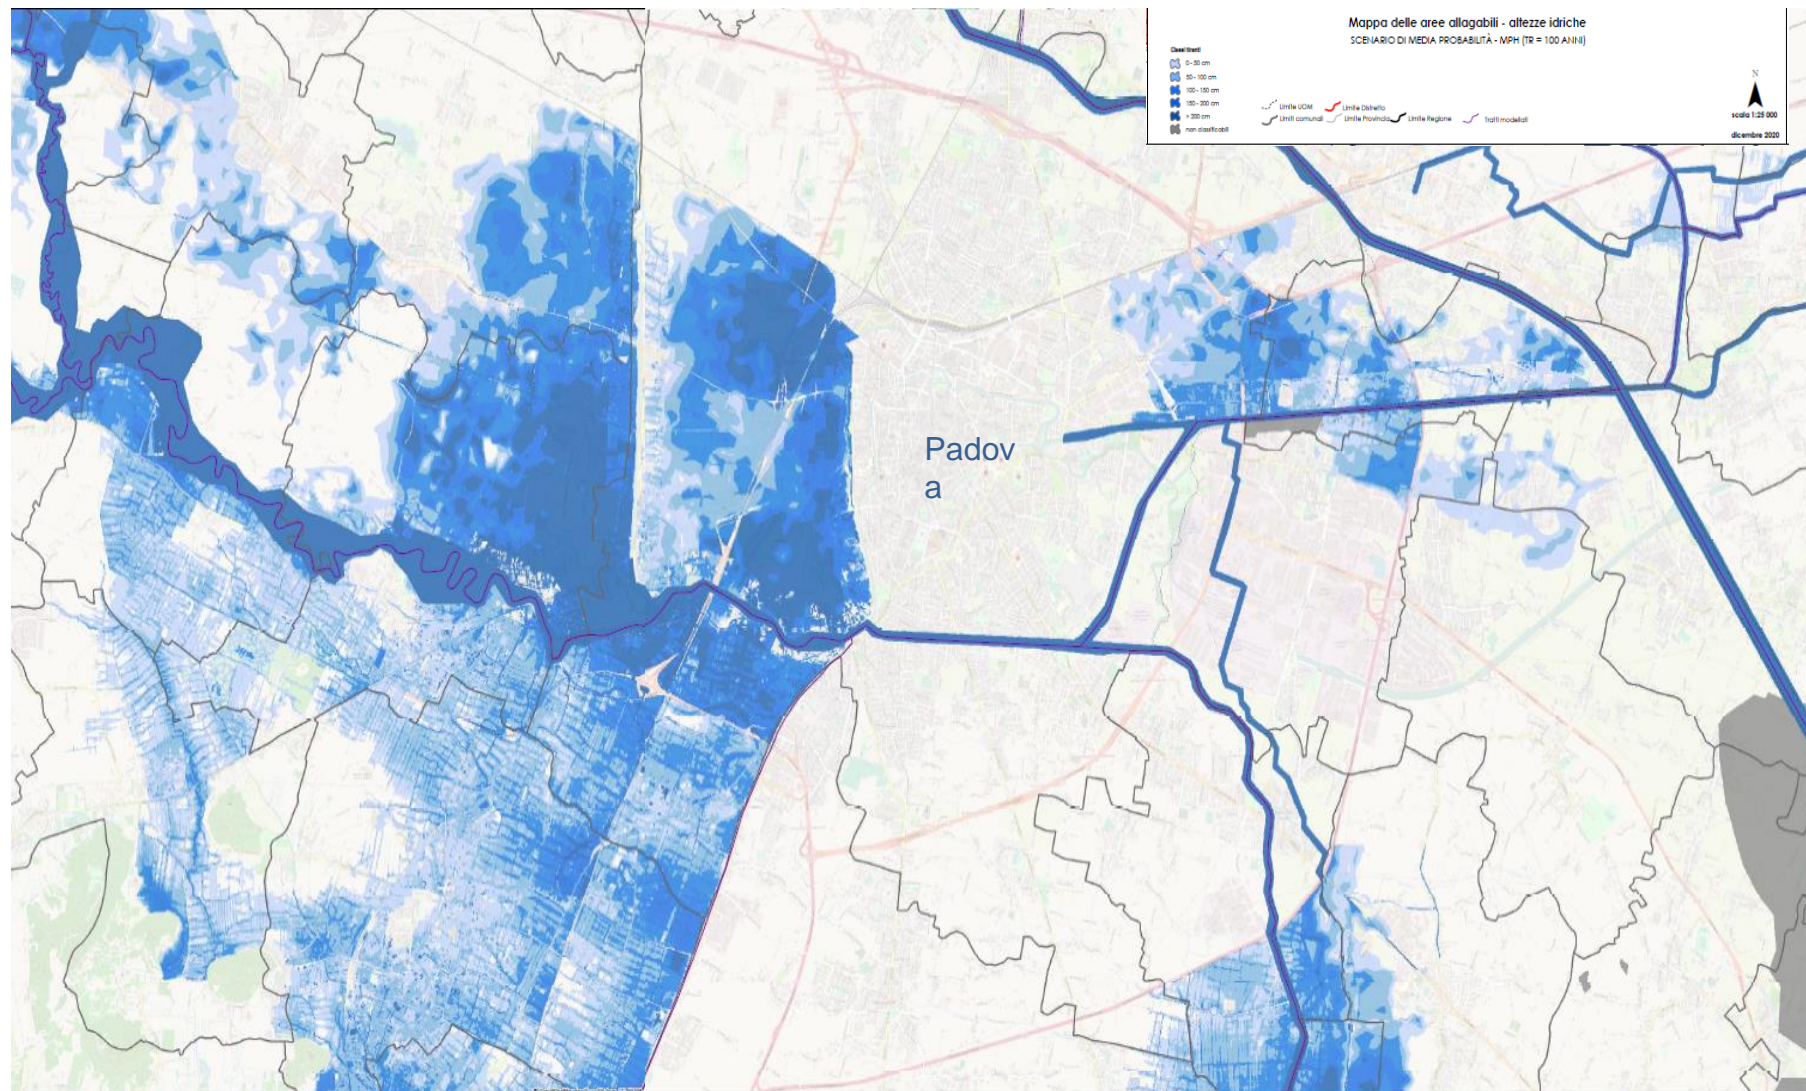 Mappa delle aree allagabili - altezze idriche
SCENARIO DI MEDIA PROBABILITÀ - MPH (TR = 100 ANNI)
Classi tiranti
0 - 50 cm
50 - 100 cm
100 - 150 cm
150 - 200 cm
> 200 cm
non classificabili
Limite UOM
Limite Distretto
Limiti comunali
Limite Provincia
Limite Regione
Tratti modellati
N
scala 1:25 000
dicembre 2020
Padov
a